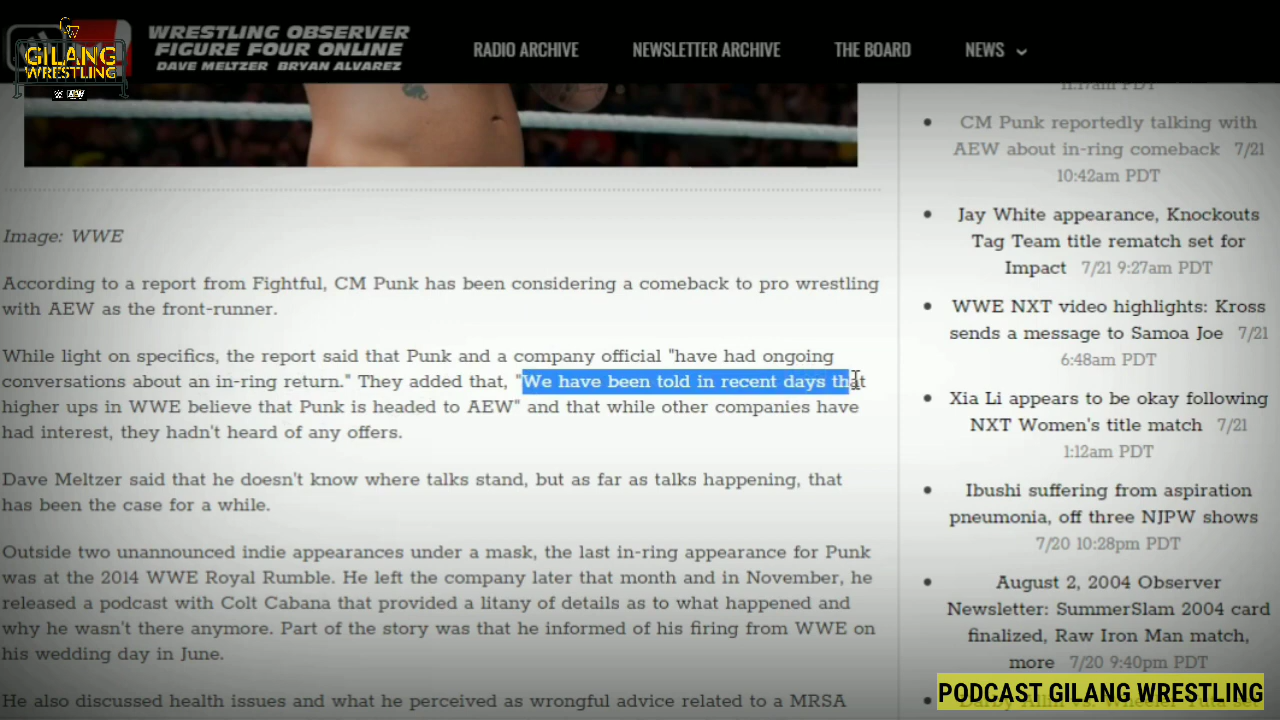 GILANG
WRESTLING
WRESTLING OBSERVER
FIGURE FOUR ONLINE
DAVE MELTZER BRYAN ALVAREZ
RADIO ARCHIVE
NEWSLETTER ARCHIVE
THE BOARD
NEWS
Image: WWE
According to a report from Fightful, CM Punk has been considering a comeback to pro wrestling
with AEW as the front-runner.
While light on specifics, the report said that Punk and a company official "have had ongoing
conversations about an in-ring return." They added that, "We have been told in recent days that
higher ups in WWE believe that Punk is headed to AEW" and that while other companies have
had interest, they hadn't heard of any offers.
Dave Meltzer said that he doesn't know where talks stand, but as far as talks happening, that
has been the case for a while.
Outside two unannounced indie appearances under a mask, the last in-ring appearance for Punk
was at the 2014 WWE Royal Rumble. He left the company later that month and in November, he
released a podcast with Colt Cabana that provided a litany of details as to what happened and
why he wasn't there anymore. Part of the story was that he informed of his firing from WWE on
his wedding day in June.
He also discussed health issues and what he perceived as wrongful advice related to a MRSA
11:17am PDT
CM Punk reportedly talking with
AEW about in-ring comeback 7/21
10:42am PDT
Jay White appearance, Knockouts
Tag Team title rematch set for
Impact 7/21 9:27am PDT
WWE NXT video highlights: Kross
sends a message to Samoa Joe 7/21
6:48am PDT
Xia Li appears to be okay following
NXT Women's title match 7/21
1:12am PDT
Ibushi suffering from aspiration
pneumonia, off three NJPW shows
7/20 10:28pm PDT
August 2, 2004 Observer
Newsletter: SummerSlam 2004 card
finalized, Raw Iron Man match,
more 7/20 9:40pm PDT
PODCAST GILANG WRESTLING